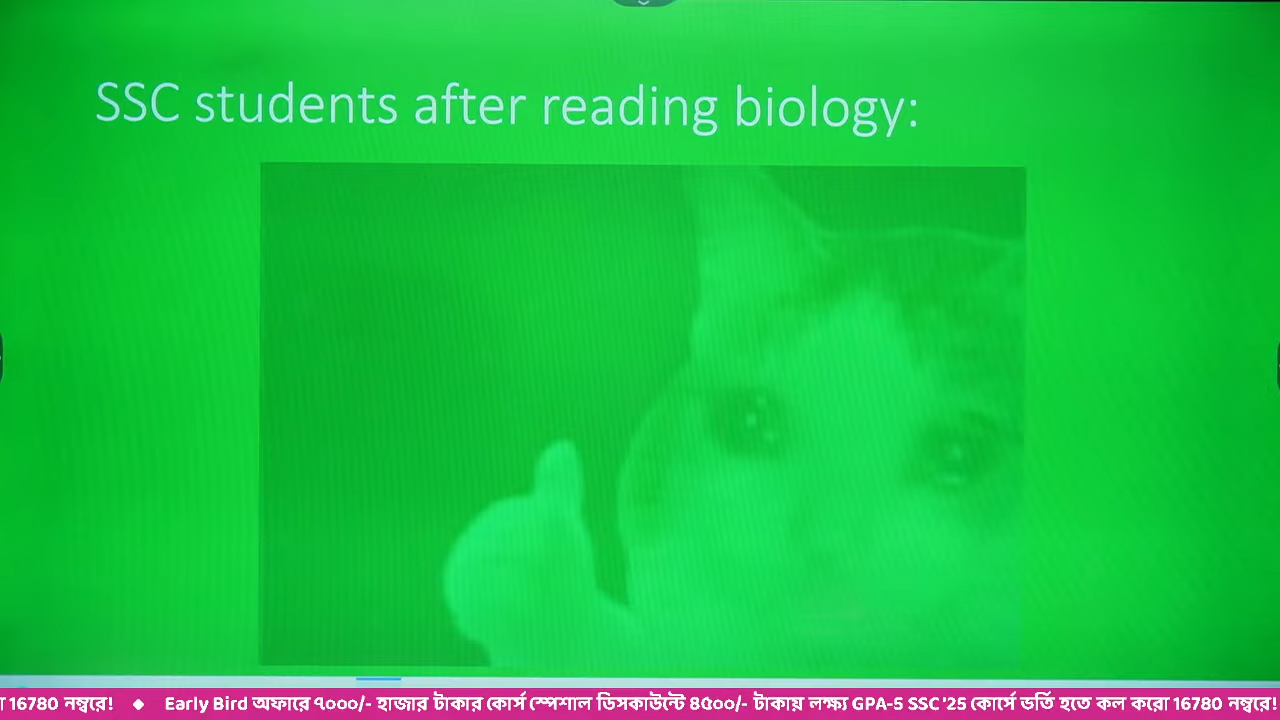 SSC students after reading biology:
া 16780 নম্বরে! ◆ Early Bird অফারে ৭০০০/- হাজার টাকার কোর্স স্পেশাল ডিসকাউন্টে ৪৫০০/- টাকায় লক্ষ্য GPA-5 SSC '25 কোর্সে ভর্তি হতে কল করো 16780 নম্বরে!